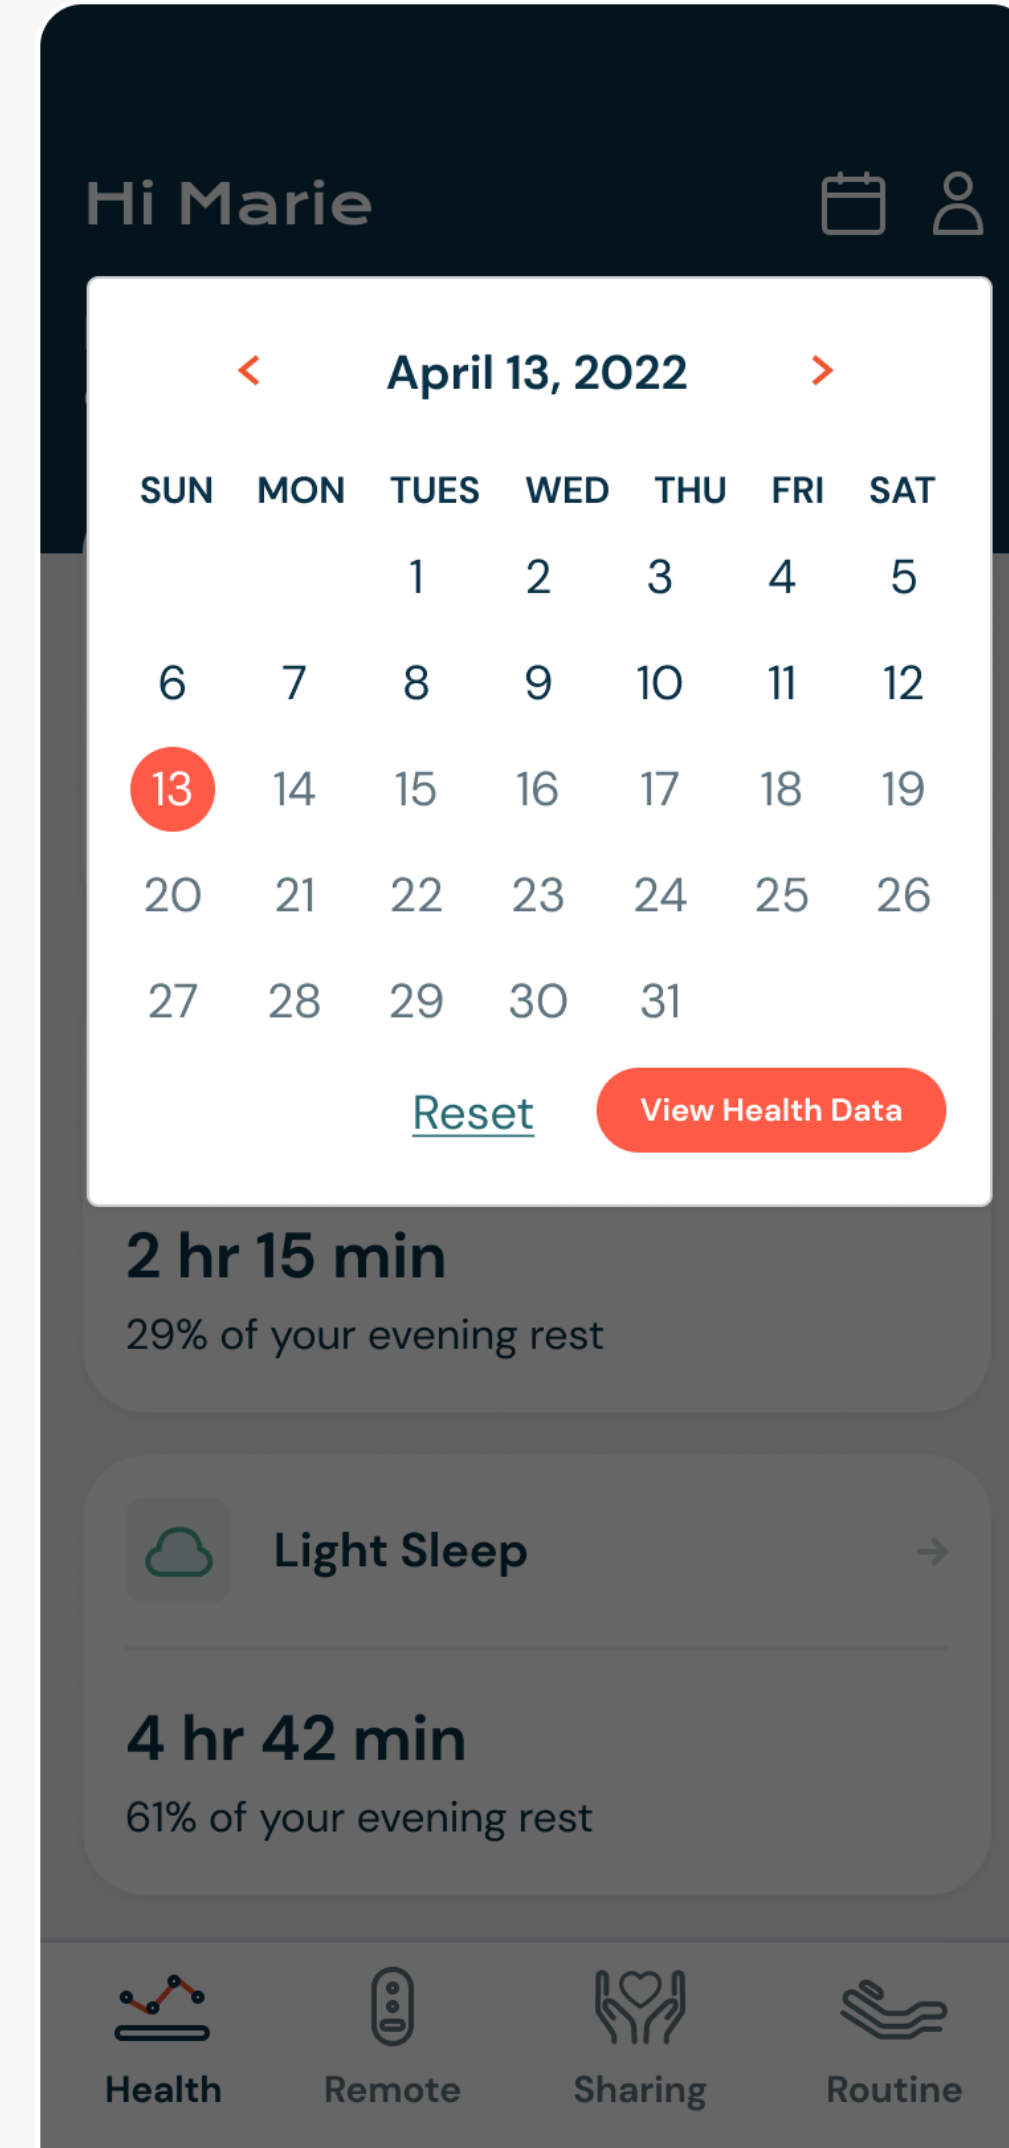 Hi Marie
April 13, 2022
SUN MON TUES WED THU FRI SAT
1 2 3 4 5
6 7 8 9 10 11 12
13 14 15 16 17 18 19
20 21 22 23 24 25 26
27 28 29 30 31
Reset View Health Data
2 hr 15 min
29% of your evening rest
Light Sleep
4 hr 42 min
61% of your evening rest
Health Remote Sharing Routine